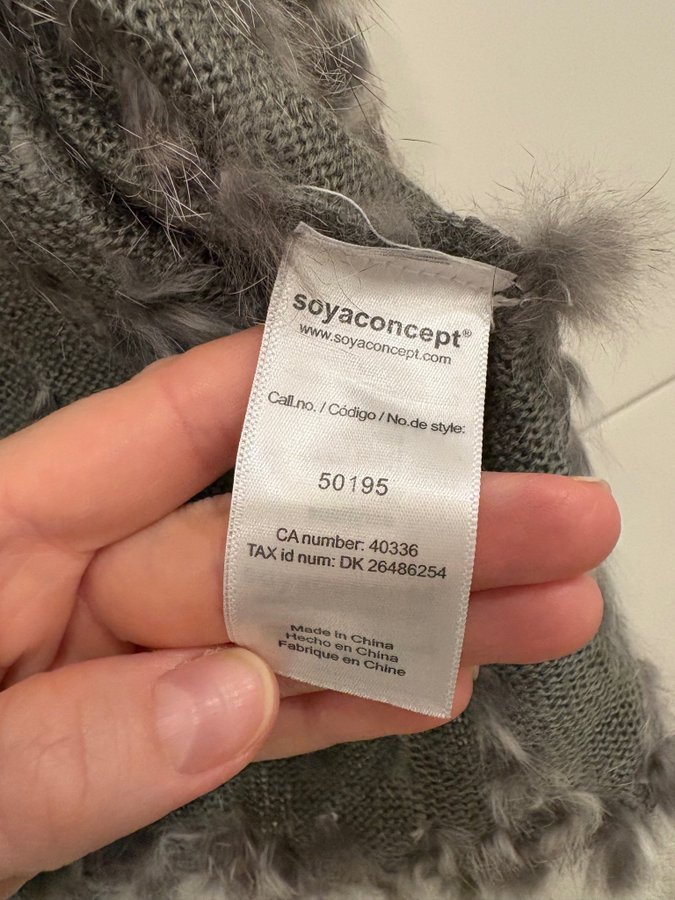 soyaconcept®
www.soyaconcept.com
Call.no. / Código / No.de style:
50195
CA number: 40336
TAX id num: DK 26486254
Made in China
Hecho en China
Fabrique en Chine